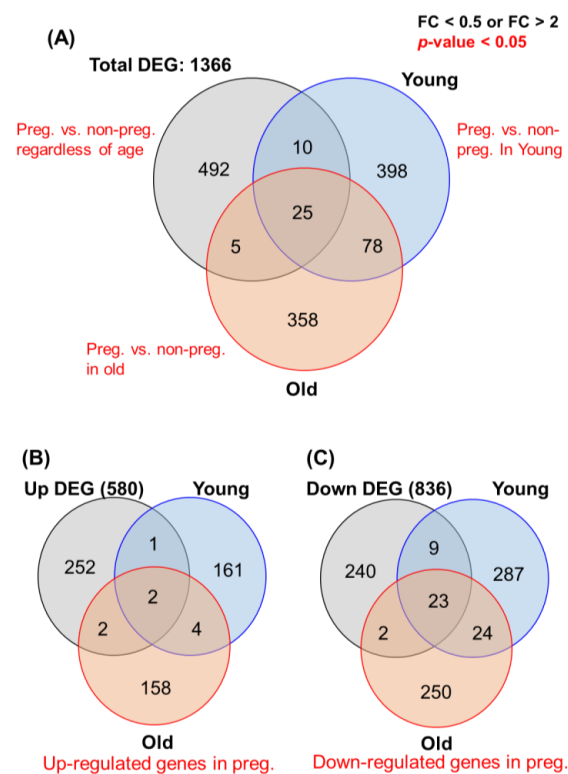 (A)
FC < 0.5 or FC > 2
p-value < 0.05
Total DEG: 1366
Young
Preg. vs. non-preg.
regardless of age
Preg. vs. non-
preg. In Young
10
492
398
25
5
78
358
Preg. vs. non-preg.
in old
Old
(B)
Up DEG (580)
Young
1
252
161
2
2
4
158
Old
Up-regulated genes in preg.
(C)
Down DEG (836)
Young
9
240
287
23
2
24
250
Old
Down-regulated genes in preg.